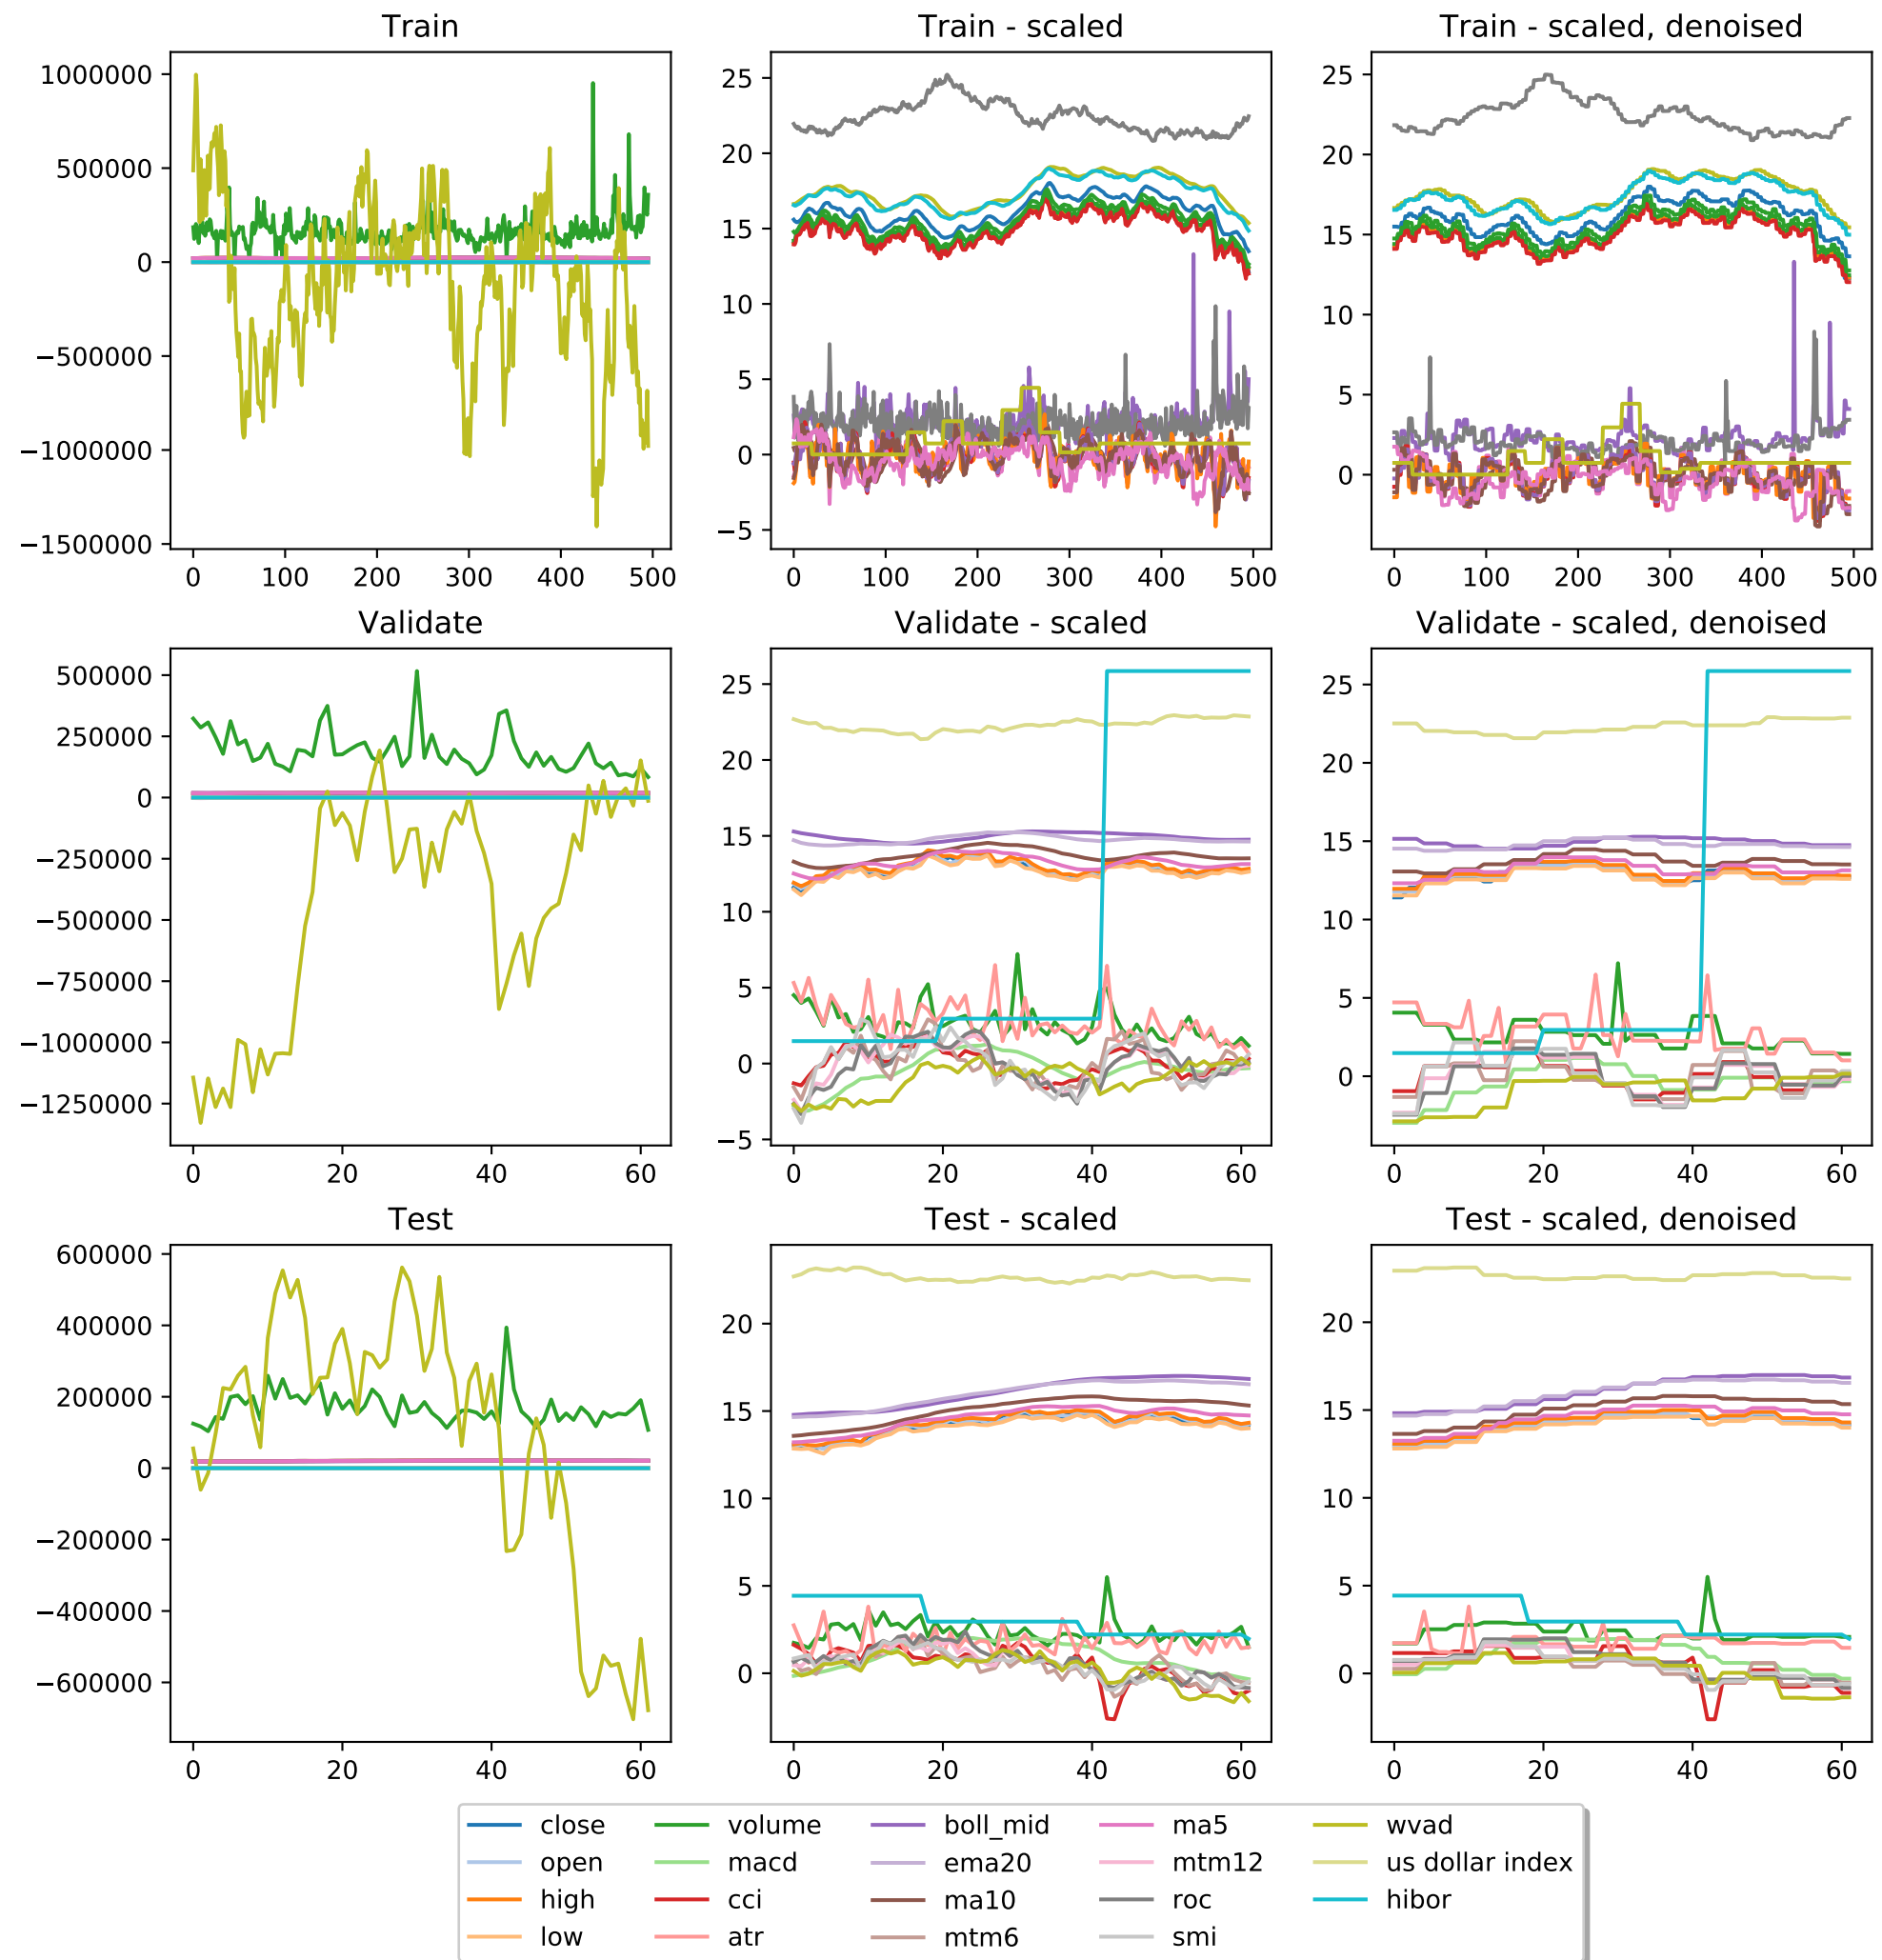 Train
Train - scaled
Train - scaled, denoised
1000000
500000
0
−500000
−1000000
−1500000
0 100 200 300 400 500
25
20
15
10
5
0
−5
0 100 200 300 400 500
25
20
15
10
5
0
0 100 200 300 400 500
Validate
Validate - scaled
Validate - scaled, denoised
500000
250000
0
−250000
−500000
−750000
−1000000
−1250000
0 20 40 60
25
20
15
10
5
0
−5
0 20 40 60
25
20
15
10
5
0
0 20 40 60
Test
Test - scaled
Test - scaled, denoised
600000
400000
200000
0
−200000
−400000
−600000
0 20 40 60
20
15
10
5
0
0 20 40 60
20
15
10
5
0
0 20 40 60
close
open
high
low
volume
macd
cci
atr
boll_mid
ema20
ma10
mtm6
ma5
mtm12
roc
smi
wvad
us dollar index
hibor